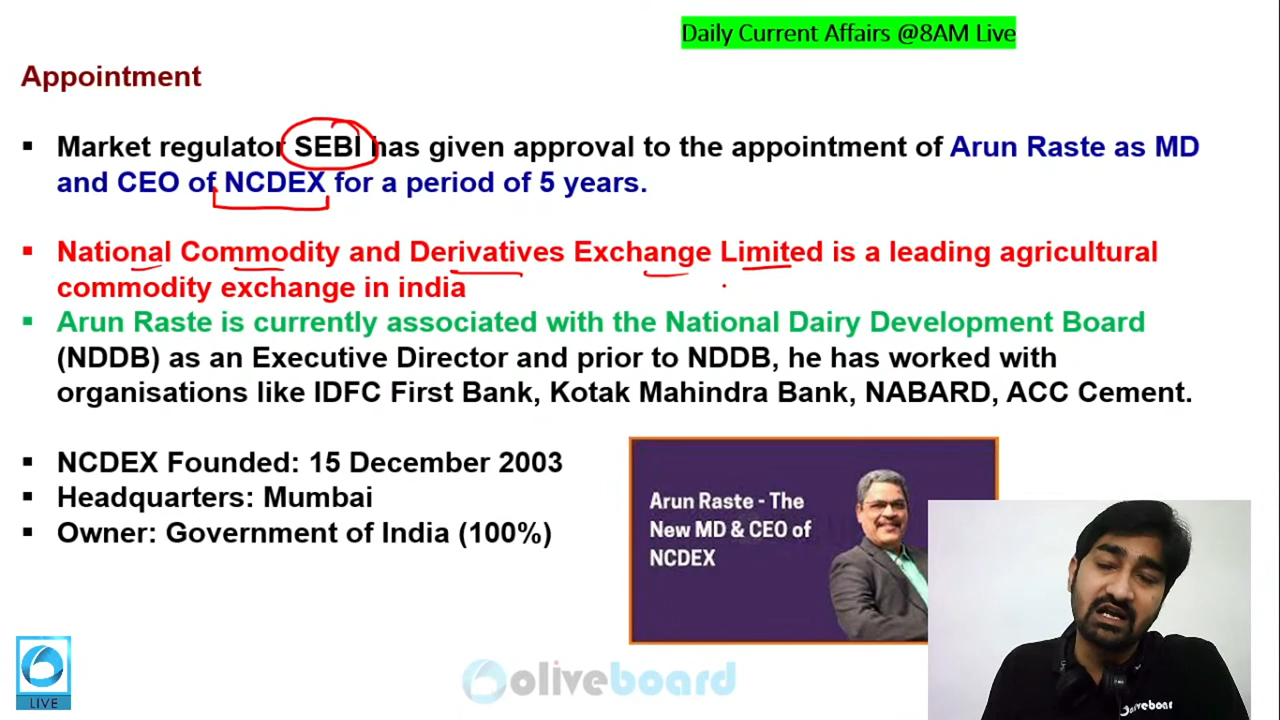 Daily Current Affairs @8AM Live
Appointment
▪ Market regulator SEBI has given approval to the appointment of Arun Raste as MD
and CEO of NCDEX for a period of 5 years.
▪ National Commodity and Derivatives Exchange Limited is a leading agricultural
commodity exchange in india
▪ Arun Raste is currently associated with the National Dairy Development Board
(NDDB) as an Executive Director and prior to NDDB, he has worked with
organisations like IDFC First Bank, Kotak Mahindra Bank, NABARD, ACC Cement.
▪ NCDEX Founded: 15 December 2003
▪ Headquarters: Mumbai
▪ Owner: Government of India (100%)
Arun Raste - The
New MD & CEO of
NCDEX
LIVE
oliveboard
Oliveboard